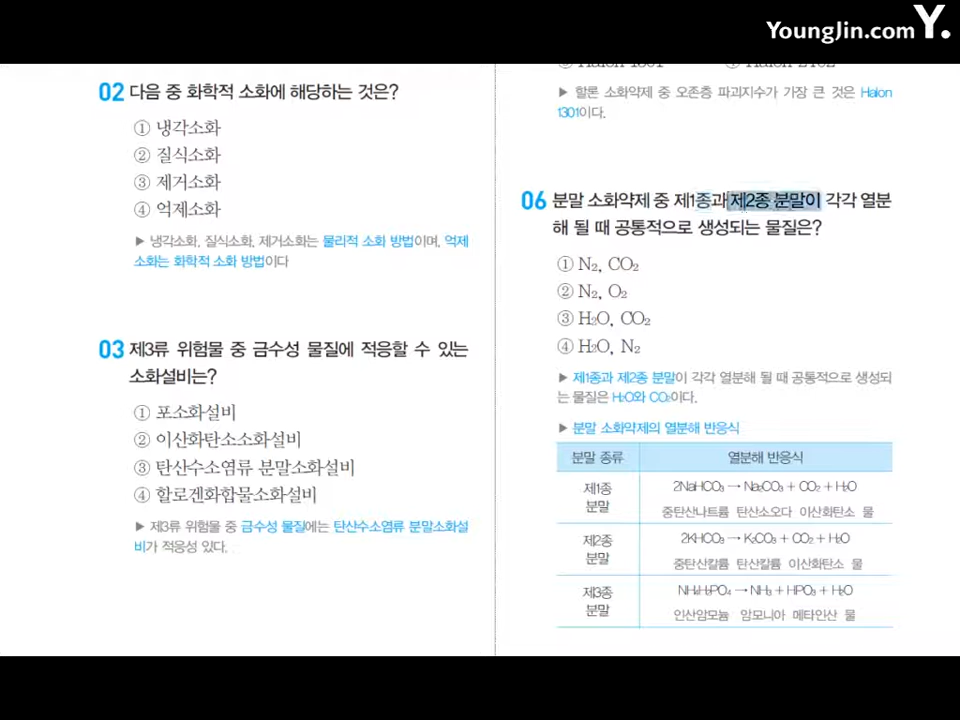 YoungJin.com Y.
02 다음 중 화학적 소화에 해당하는 것은?
① 냉각소화
② 질식소화
③ 제거소화
④ 억제소화
▶ 냉각소화, 질식소화, 제거소화는 물리적 소화 방법이며, 억제
소화는 화학적 소화 방법이다
03 제3류 위험물 중 금수성 물질에 적응할 수 있는
소화설비는?
① 포소화설비
② 이산화탄소소화설비
③ 탄산수소염류 분말소화설비
④ 할로겐화합물소화설비
▶ 제3류 위험물 중 금수성 물질에는 탄산수소염류 분말소화설
비가 적응성 있다.
▶ 할론 소화약제 중 오존층 파괴지수가 가장 큰 것은 Halon
1301이다.
06 분말 소화약제 중 제1종과 제2종 분말이 각각 열분
해 될 때 공통적으로 생성되는 물질은?
① N₂, CO₂
② N₂, O₂
③ H₂O, CO₂
④ H₂O, N₂
▶ 제1종과 제2종 분말이 각각 열분해 될 때 공통적으로 생성되
는 물질은 H₂O와 CO₂이다.
▶ 분말 소화약제의 열분해 반응식
분말 종류 열분해 반응식
제1종
분말
2NaHCO₃ → Na₂CO₃ + CO₂ + H₂O
중탄산나트륨 탄산소오다 이산화탄소 물
제2종
분말
2KHCO₃ → K₂CO₃ + CO₂ + H₂O
중탄산칼륨 탄산칼륨 이산화탄소 물
제3종
분말
NH₄H₂PO₄ → NH₃ + HPO₃ + H₂O
인산암모늄 암모니아 메타인산 물